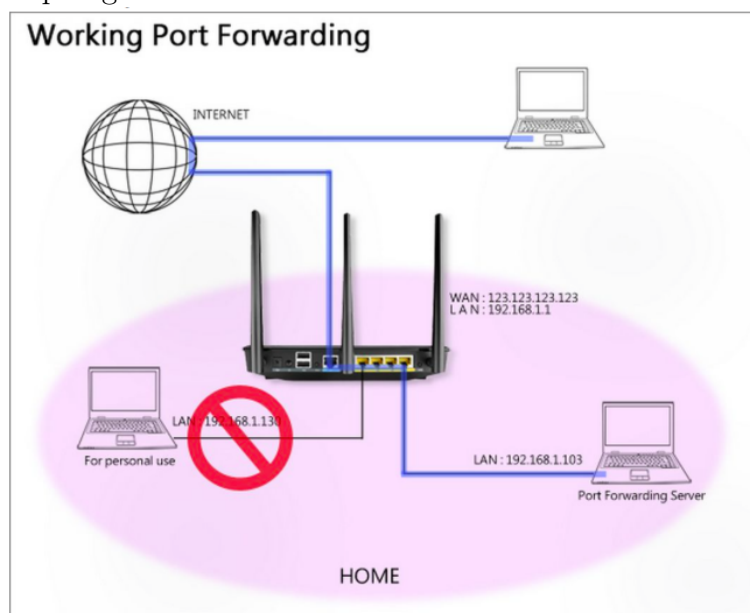 Working Port Forwarding
INTERNET
WAN : 123.123.123.123
L A N : 192.168.1.1
LAN : 192.168.1.130
For personal use
LAN : 192.168.1.103
Port Forwarding Server
HOME